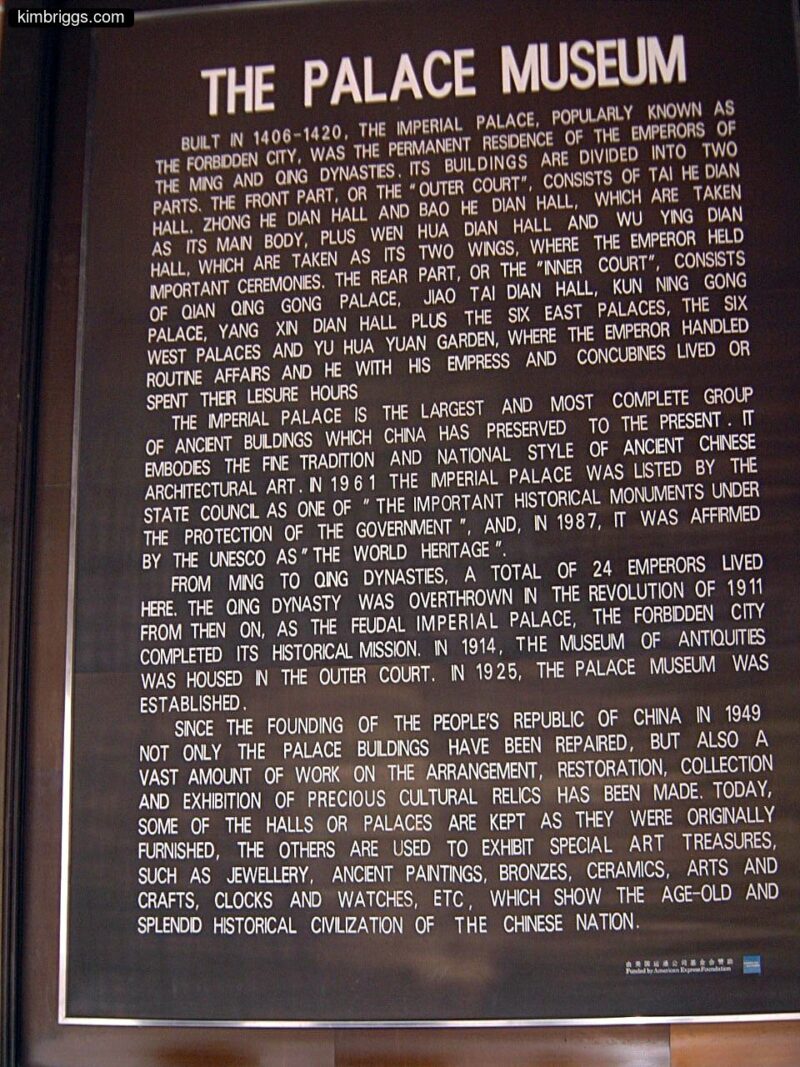 kimbriggs.com
THE PALACE MUSEUM
BUILT IN 1406-1420, THE IMPERIAL PALACE, POPULARLY KNOWN AS
THE FORBIDDEN CITY, WAS THE PERMANENT RESIDENCE OF THE EMPERORS OF
THE MING AND QING DYNASTIES. ITS BUILDINGS ARE DIVIDED INTO TWO
PARTS. THE FRONT PART, OR THE "OUTER COURT", CONSISTS OF TAI HE DIAN
HALL, ZHONG HE DIAN HALL AND BAO HE DIAN HALL, WHICH ARE TAKEN
AS ITS MAIN BODY, PLUS WEN HUA DIAN HALL AND WU YING DIAN
HALL, WHICH ARE TAKEN AS ITS TWO WINGS, WHERE THE EMPEROR HELD
IMPORTANT CEREMONIES. THE REAR PART, OR THE "INNER COURT", CONSISTS
OF QIAN QING GONG PALACE, JIAO TAI DIAN HALL, KUN NING GONG
PALACE, YANG XIN DIAN HALL PLUS THE SIX EAST PALACES, THE SIX
WEST PALACES AND YU HUA YUAN GARDEN, WHERE THE EMPEROR HANDLED
ROUTINE AFFAIRS AND HE WITH HIS EMPRESS AND CONCUBINES LIVED OR
SPENT THEIR LEISURE HOURS
THE IMPERIAL PALACE IS THE LARGEST AND MOST COMPLETE GROUP
OF ANCIENT BUILDINGS WHICH CHINA HAS PRESERVED TO THE PRESENT. IT
EMBODIES THE FINE TRADITION AND NATIONAL STYLE OF ANCIENT CHINESE
ARCHITECTURAL ART. IN 1961 THE IMPERIAL PALACE WAS LISTED BY THE
STATE COUNCIL AS ONE OF "THE IMPORTANT HISTORICAL MONUMENTS UNDER
THE PROTECTION OF THE GOVERNMENT", AND, IN 1987, IT WAS AFFIRMED
BY THE UNESCO AS "THE WORLD HERITAGE".
FROM MING TO QING DYNASTIES, A TOTAL OF 24 EMPERORS LIVED
HERE. THE QING DYNASTY WAS OVERTHROWN IN THE REVOLUTION OF 1911
FROM THEN ON, AS THE FEUDAL IMPERIAL PALACE, THE FORBIDDEN CITY
COMPLETED ITS HISTORICAL MISSION. IN 1914, THE MUSEUM OF ANTIQUITIES
WAS HOUSED IN THE OUTER COURT. IN 1925, THE PALACE MUSEUM WAS
ESTABLISHED.
SINCE THE FOUNDING OF THE PEOPLE'S REPUBLIC OF CHINA IN 1949
NOT ONLY THE PALACE BUILDINGS HAVE BEEN REPAIRED, BUT ALSO A
VAST AMOUNT OF WORK ON THE ARRANGEMENT, RESTORATION, COLLECTION
AND EXHIBITION OF PRECIOUS CULTURAL RELICS HAS BEEN MADE. TODAY,
SOME OF THE HALLS OR PALACES ARE KEPT AS THEY WERE ORIGINALLY
FURNISHED, THE OTHERS ARE USED TO EXHIBIT SPECIAL ART TREASURES,
SUCH AS JEWELLERY, ANCIENT PAINTINGS, BRONZES, CERAMICS, ARTS AND
CRAFTS, CLOCKS AND WATCHES, ETC, WHICH SHOW THE AGE-OLD AND
SPLENDID HISTORICAL CIVILIZATION OF THE CHINESE NATION.
由美国运通公司基金会赞助
Funded by American Express Foundation